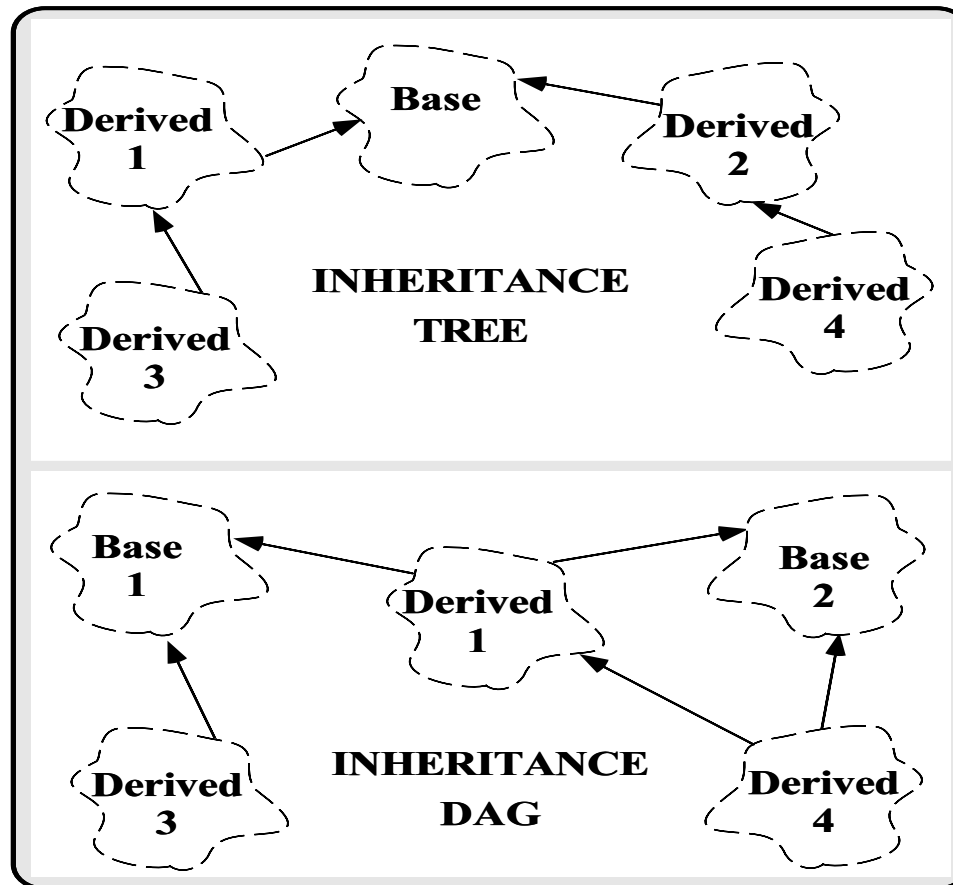 Base
Derived
1
Derived
2
INHERITANCE
TREE
Derived
3
Derived
4
Base
1
Derived
1
Base
2
INHERITANCE
DAG
Derived
3
Derived
4